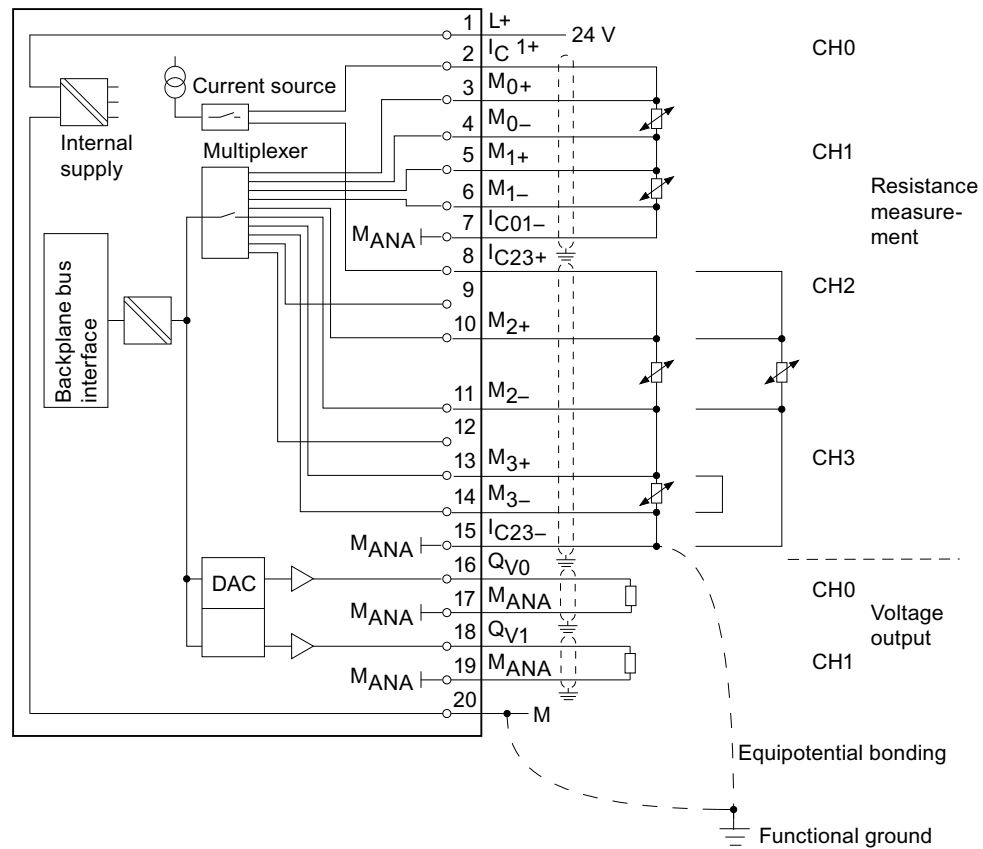 1 L+
24 V
2 IC 1+
CH0
3 M0+
Current source
4 M0–
Internal
supply
Multiplexer
5 M1+
CH1
6 M1–
Resistance
measure-
ment
7 IC01–
MANA
8 IC23+
9
CH2
10 M2+
Backplane bus
interface
11 M2–
12
13 M3+
CH3
14 M3–
15 IC23–
MANA
16 QV0
DAC
CH0
17 MANA
MANA
Voltage
output
18 QV1
19 MANA
MANA
CH1
20
M
Equipotential bonding
Functional ground